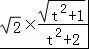 √2 × √(t²+1) / (t²+2)